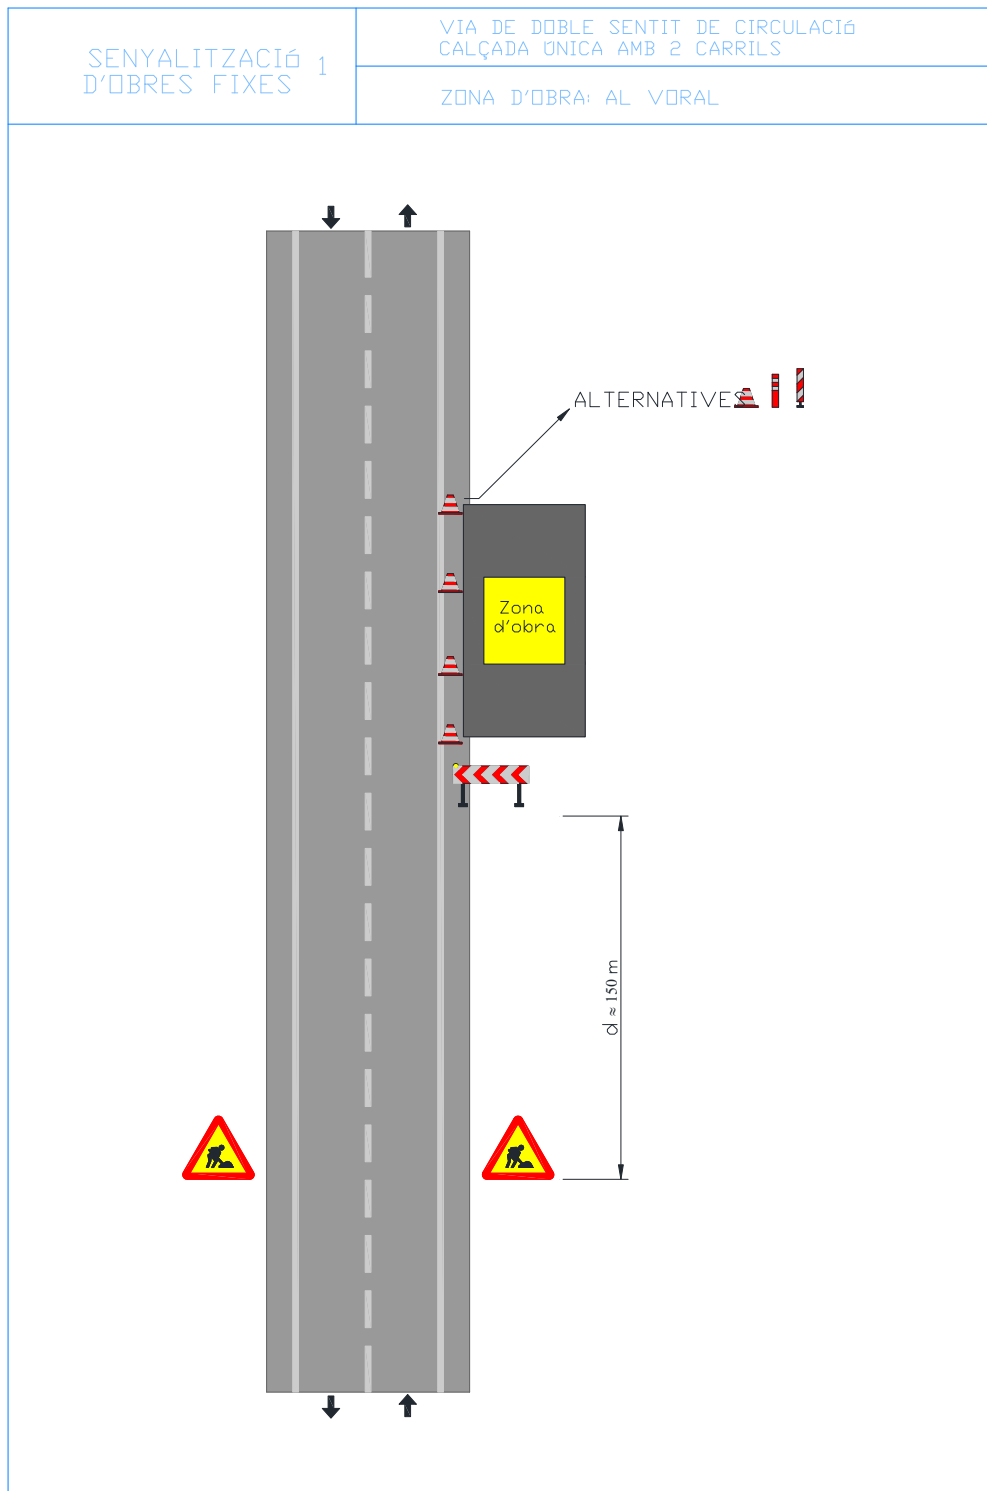 SENYALITZACIó 1
D'OBRES FIXES
VIA DE DOBLE SENTIT DE CIRCULACIó
CALÇADA ÚNICA AMB 2 CARRILS
ZONA D'OBRA: AL VORAL
ALTERNATIVES
Zona
d'obra
d ≈ 150 m